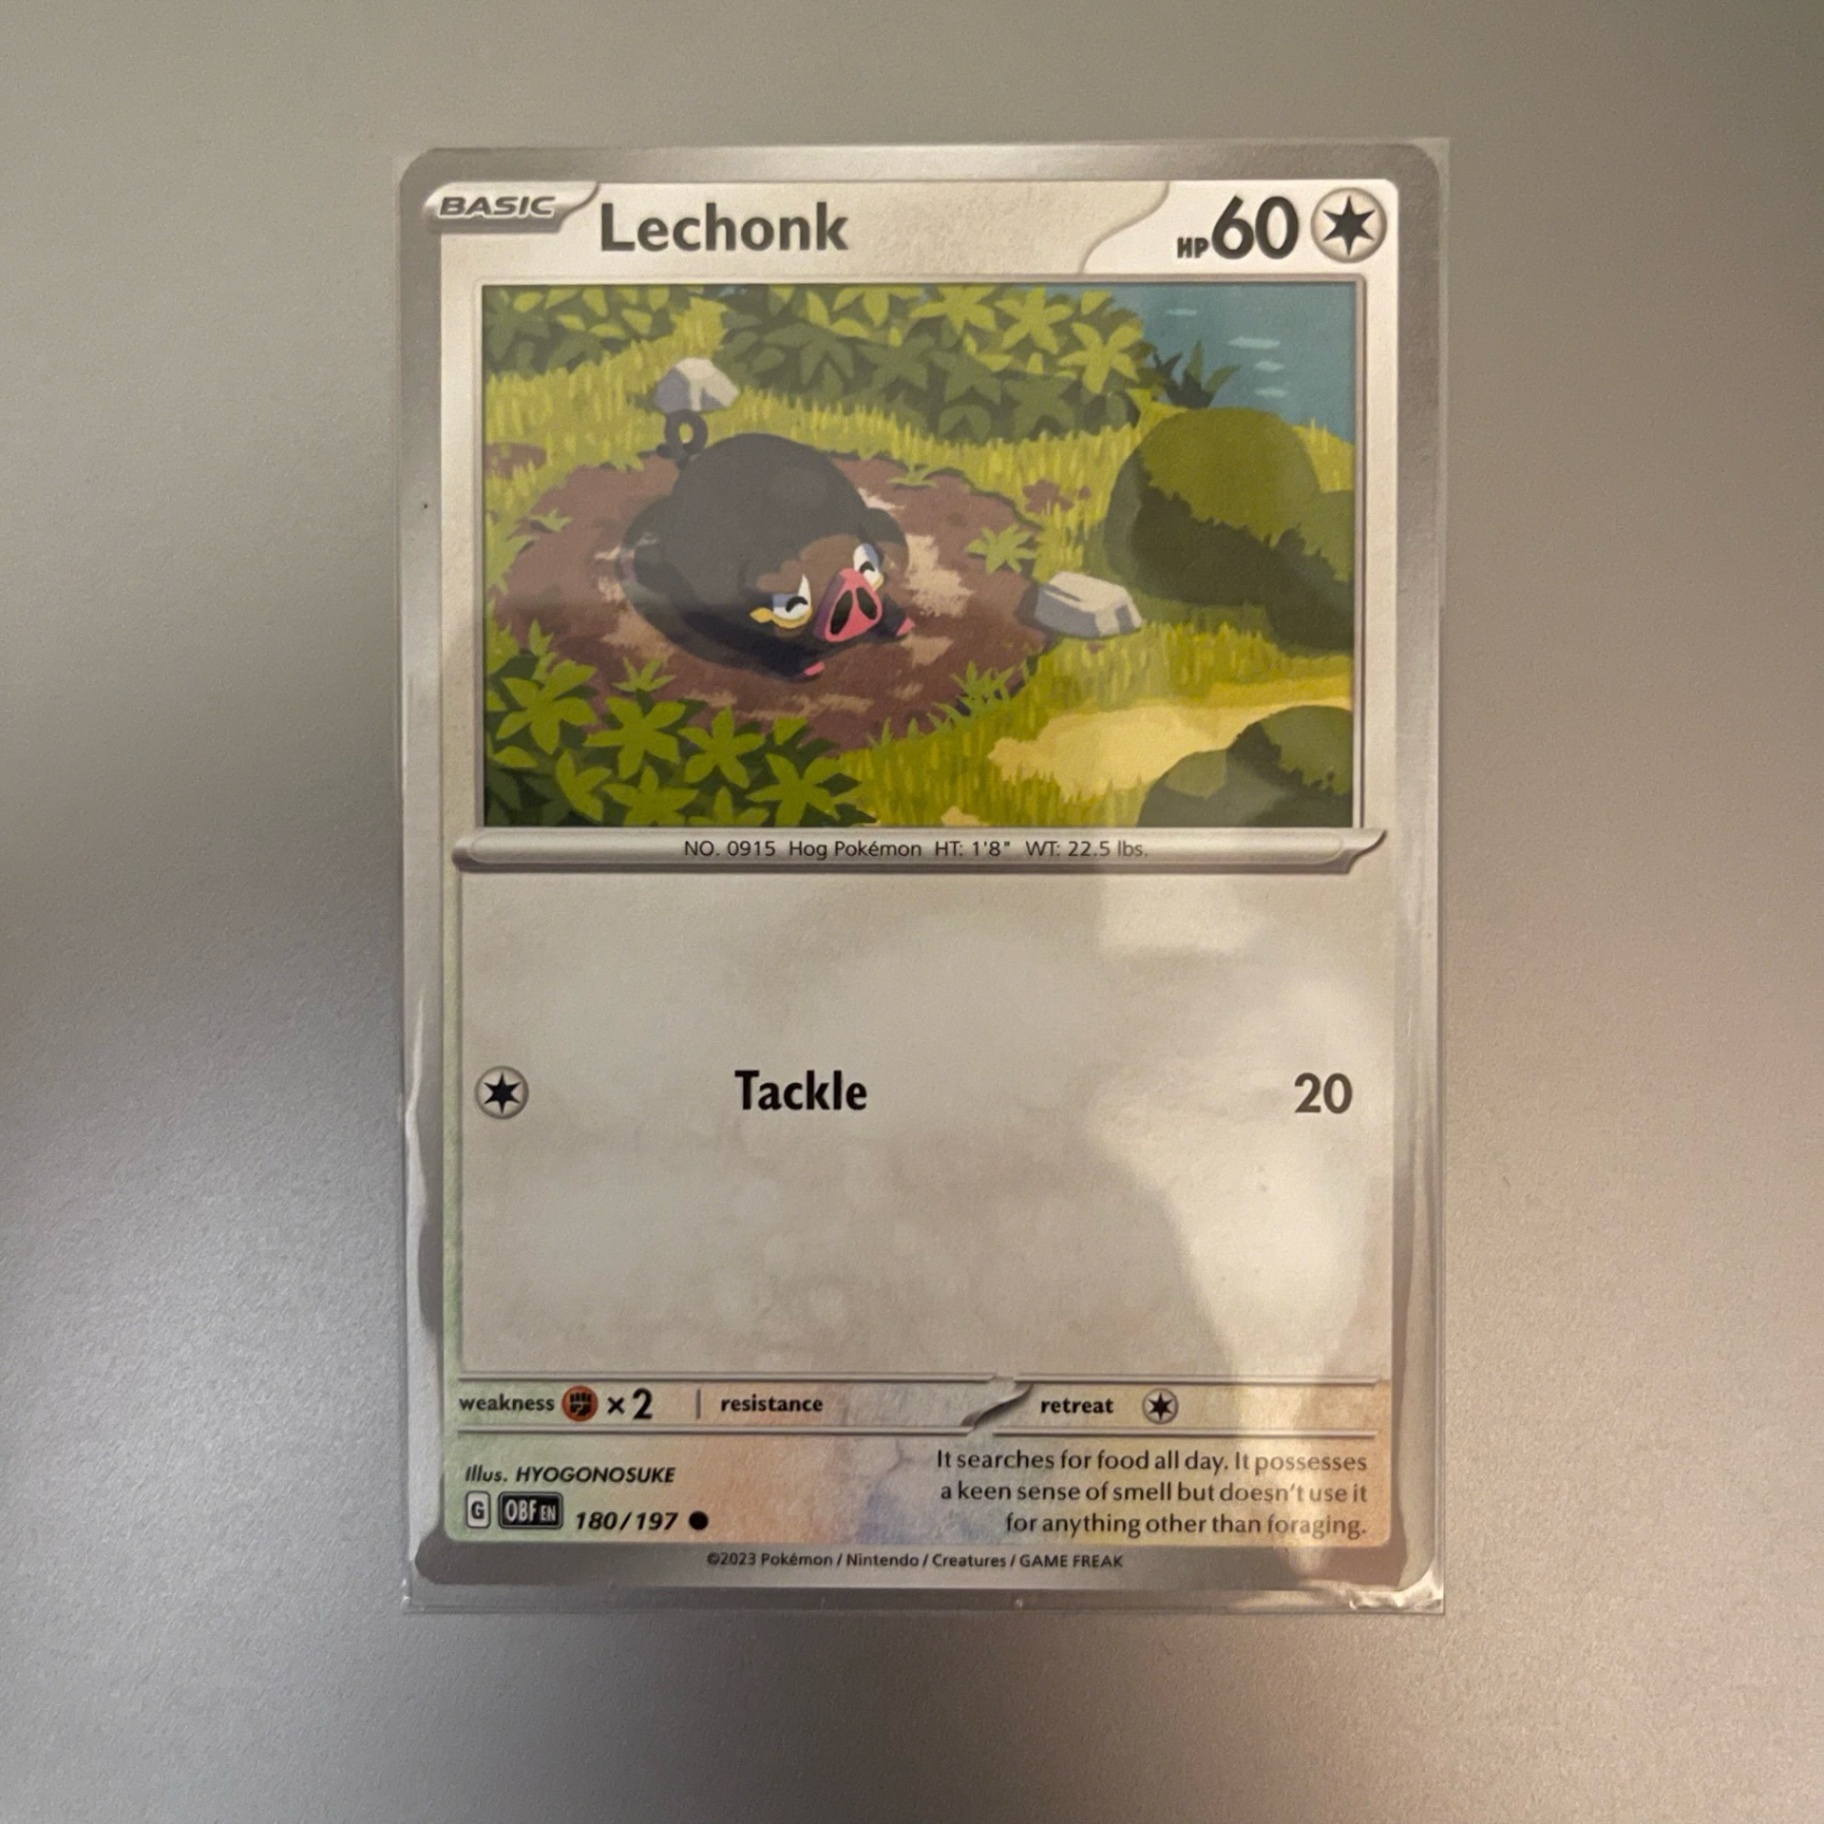 BASIC Lechonk HP 60
NO. 0915 Hog Pokémon HT: 1'8" WT: 22.5 lbs.
Tackle 20
weakness ×2 | resistance retreat
It searches for food all day. It possesses
a keen sense of smell but doesn't use it
for anything other than foraging.
Illus. HYOGONOSUKE
G OBF EN 180/197
©2023 Pokémon / Nintendo / Creatures / GAME FREAK